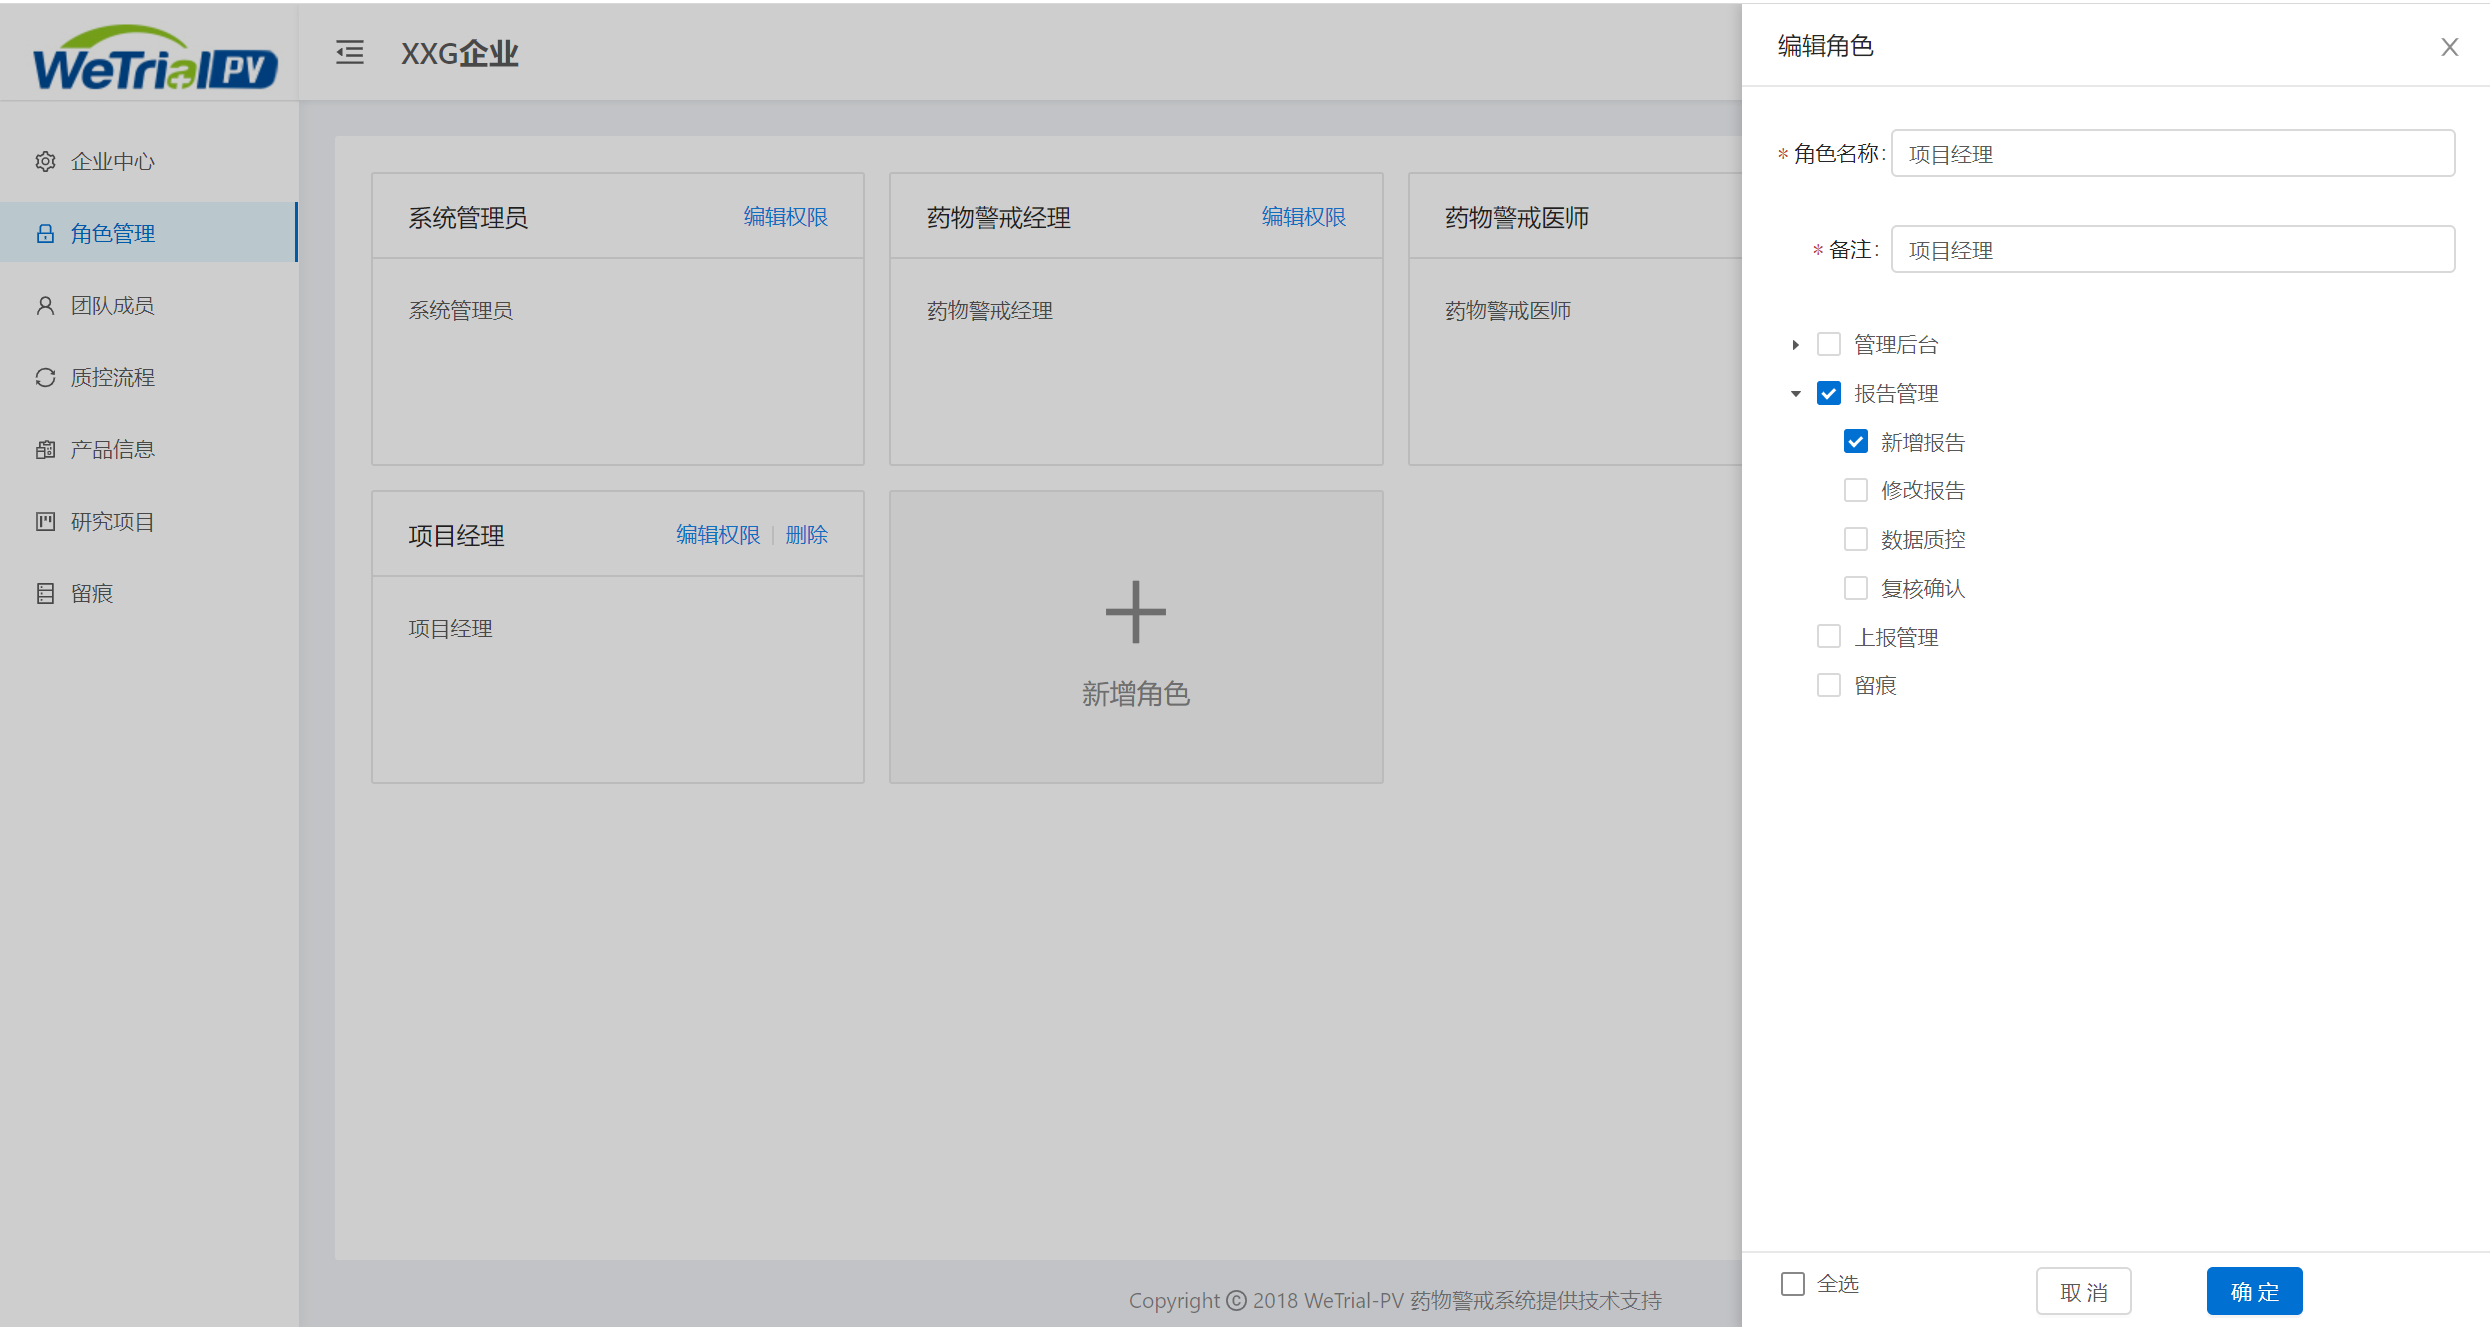 WeTrial PV
XXG企业
企业中心
角色管理
团队成员
质控流程
产品信息
研究项目
留痕
系统管理员 编辑权限
系统管理员
药物警戒经理 编辑权限
药物警戒经理
药物警戒医师
药物警戒医师
项目经理 编辑权限 删除
项目经理
新增角色
Copyright © 2018 WeTrial-PV 药物警戒系统提供技术支持
编辑角色
* 角色名称: 项目经理
* 备注: 项目经理
管理后台
报告管理
新增报告
修改报告
数据质控
复核确认
上报管理
留痕
全选 取 消 确 定